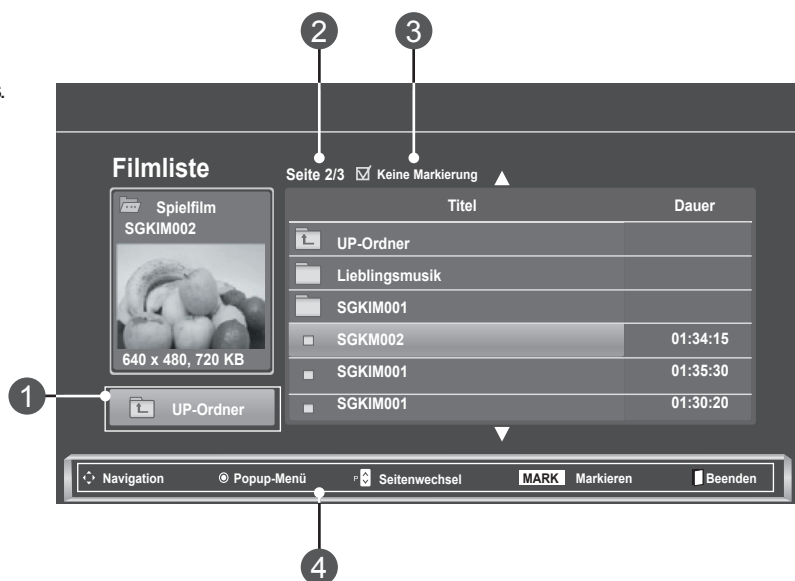 2
3
Filmliste
Seite 2/3 Keine Markierung
Spielfilm
SGKIM002
640 x 480, 720 KB
1
UP-Ordner
Titel Dauer
UP-Ordner
Lieblingsmusik
SGKIM001
SGKM002 01:34:15
SGKIM001 01:35:30
SGKIM001 01:30:20
Navigation Popup-Menü P Seitenwechsel MARK Markieren Beenden
4